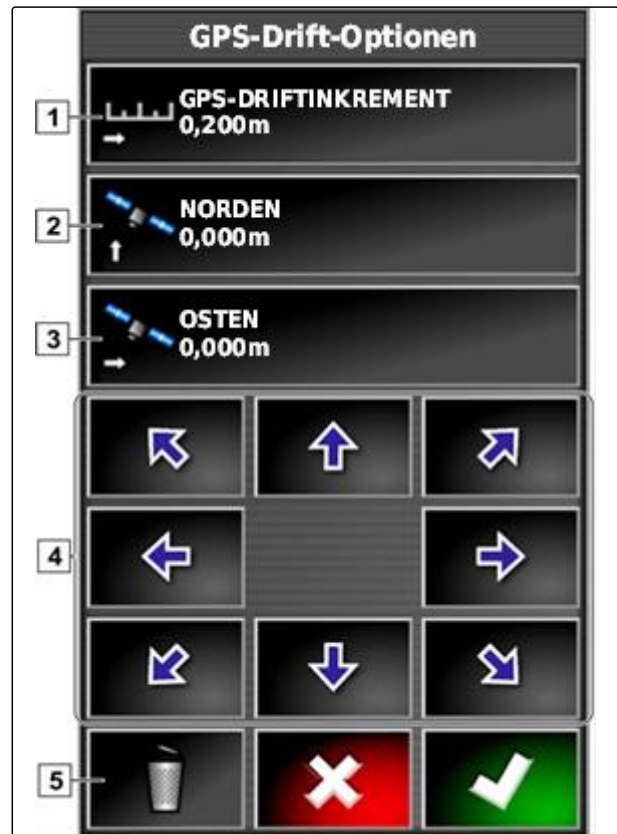 GPS-Drift-Optionen
1
GPS-DRIFTINKREMENT
0,200m
2
NORDEN
0,000m
3
OSTEN
0,000m
4
5